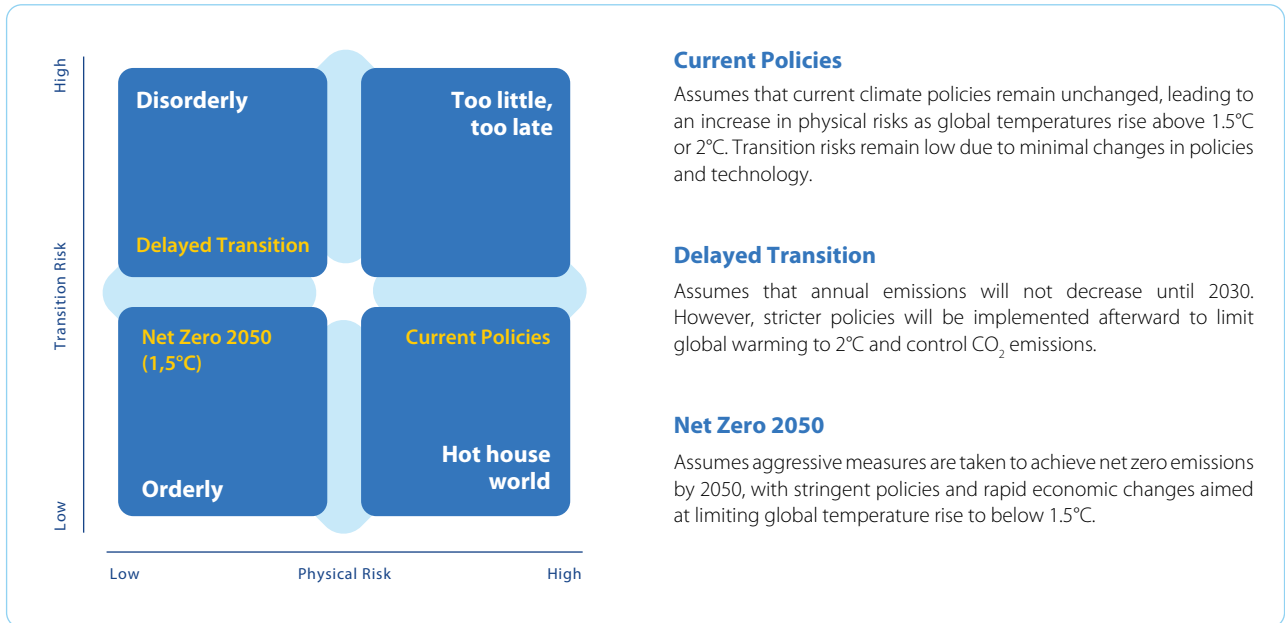 High
Transition Risk
Low
Disorderly
Delayed Transition
Too little,
too late
Net Zero 2050
(1,5°C)
Orderly
Current Policies
Hot house
world
Low
Physical Risk
High
Current Policies
Assumes that current climate policies remain unchanged, leading to
an increase in physical risks as global temperatures rise above 1.5°C
or 2°C. Transition risks remain low due to minimal changes in policies
and technology.
Delayed Transition
Assumes that annual emissions will not decrease until 2030.
However, stricter policies will be implemented afterward to limit
global warming to 2°C and control CO₂ emissions.
Net Zero 2050
Assumes aggressive measures are taken to achieve net zero emissions
by 2050, with stringent policies and rapid economic changes aimed
at limiting global temperature rise to below 1.5°C.